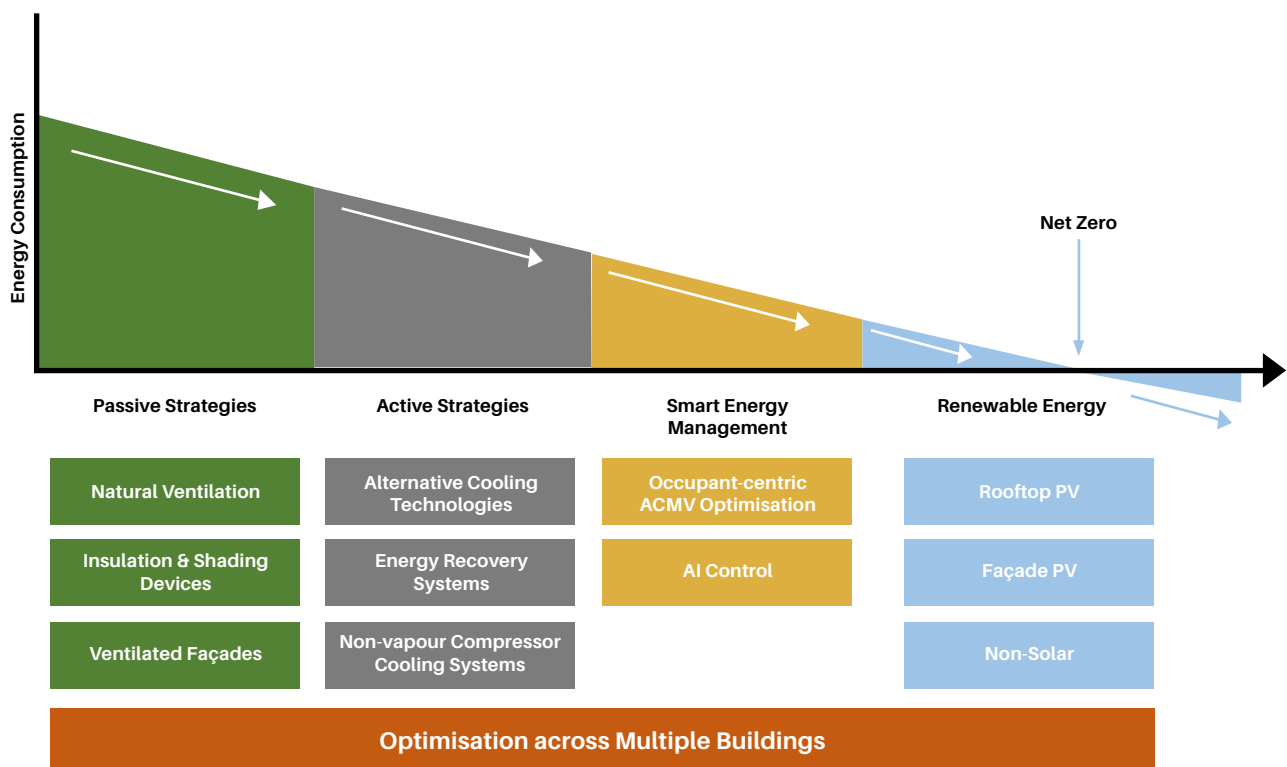 Energy Consumption
Net Zero
Passive Strategies
Active Strategies
Smart Energy
Management
Renewable Energy
Natural Ventilation
Alternative Cooling
Technologies
Occupant-centric
ACMV Optimisation
Rooftop PV
Insulation & Shading
Devices
Energy Recovery
Systems
AI Control
Façade PV
Ventilated Façades
Non-vapour Compressor
Cooling Systems
Non-Solar
Optimisation across Multiple Buildings